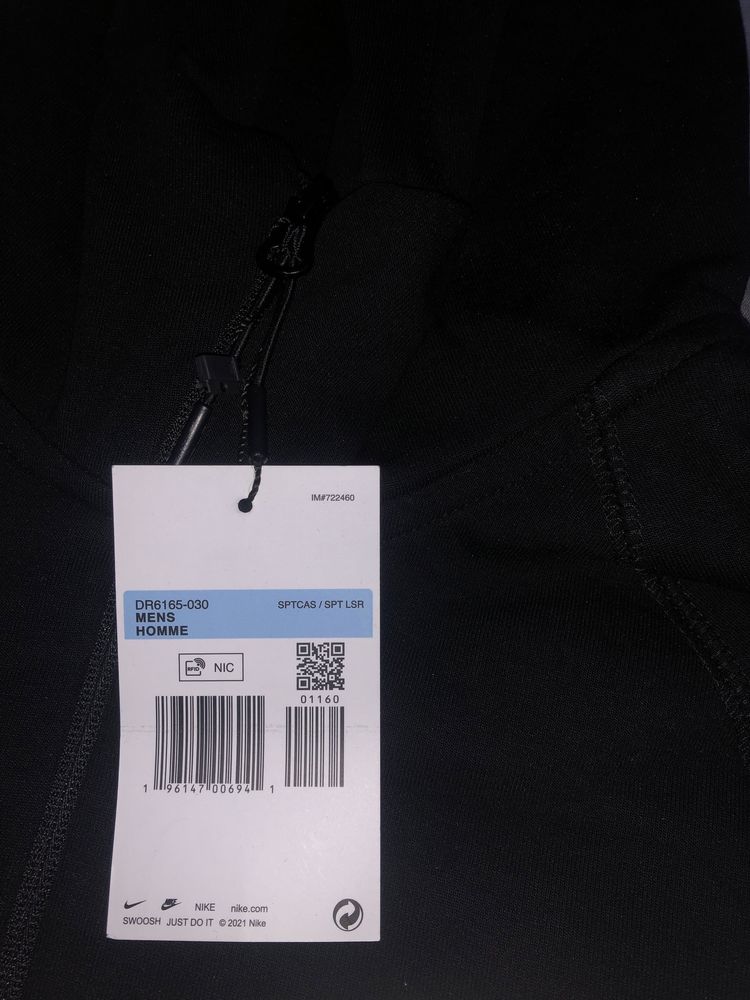 IM#722460
DR6165-030 SPTCAS / SPT LSR
MENS
HOMME
RFID NIC
01160
1 96147 00694 1
NIKE nike.com
SWOOSH JUST DO IT © 2021 Nike